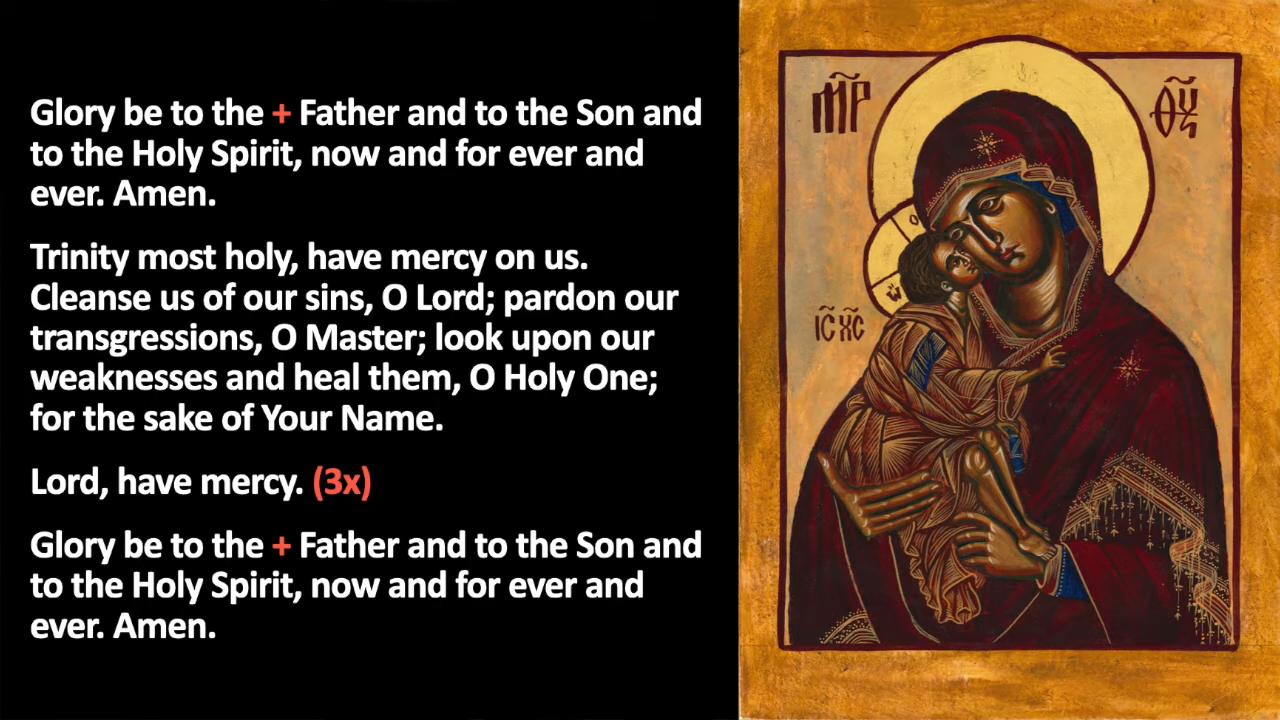 Glory be to the + Father and to the Son and
to the Holy Spirit, now and for ever and
ever. Amen.
Trinity most holy, have mercy on us.
Cleanse us of our sins, O Lord; pardon our
transgressions, O Master; look upon our
weaknesses and heal them, O Holy One;
for the sake of Your Name.
Lord, have mercy. (3x)
Glory be to the + Father and to the Son and
to the Holy Spirit, now and for ever and
ever. Amen.
М҃Р
Ѳ҃Ѵ
І҃С Х҃С